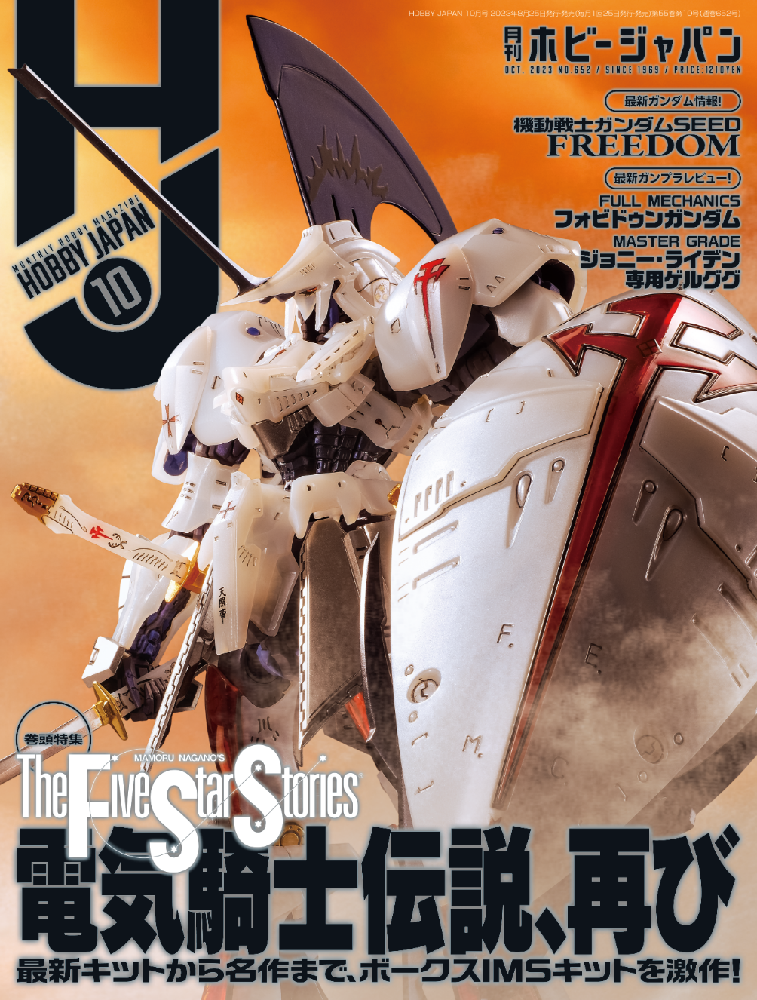 HOBBY JAPAN 10月号 2023年8月25日発行・発売(毎月1回25日発行・発売)第55巻第10号(通巻652号)
月刊ホビージャパン
OCT. 2023 NO.652 / SINCE 1969 / PRICE:1210YEN
HJ
MONTHLY HOBBY MAGAZINE
HOBBY JAPAN
10
最新ガンダム情報!
機動戦士ガンダムSEED
FREEDOM
最新ガンプラレビュー!
FULL MECHANICS
フォビドゥンガンダム
MASTER GRADE
ジョニー・ライデン
専用ゲルググ
天照帝
F.
E.
M.
巻頭特集
MAMORU NAGANO'S
The Five Star Stories
電気騎士伝説、再び
最新キットから名作まで、ボークスIMSキットを激作!